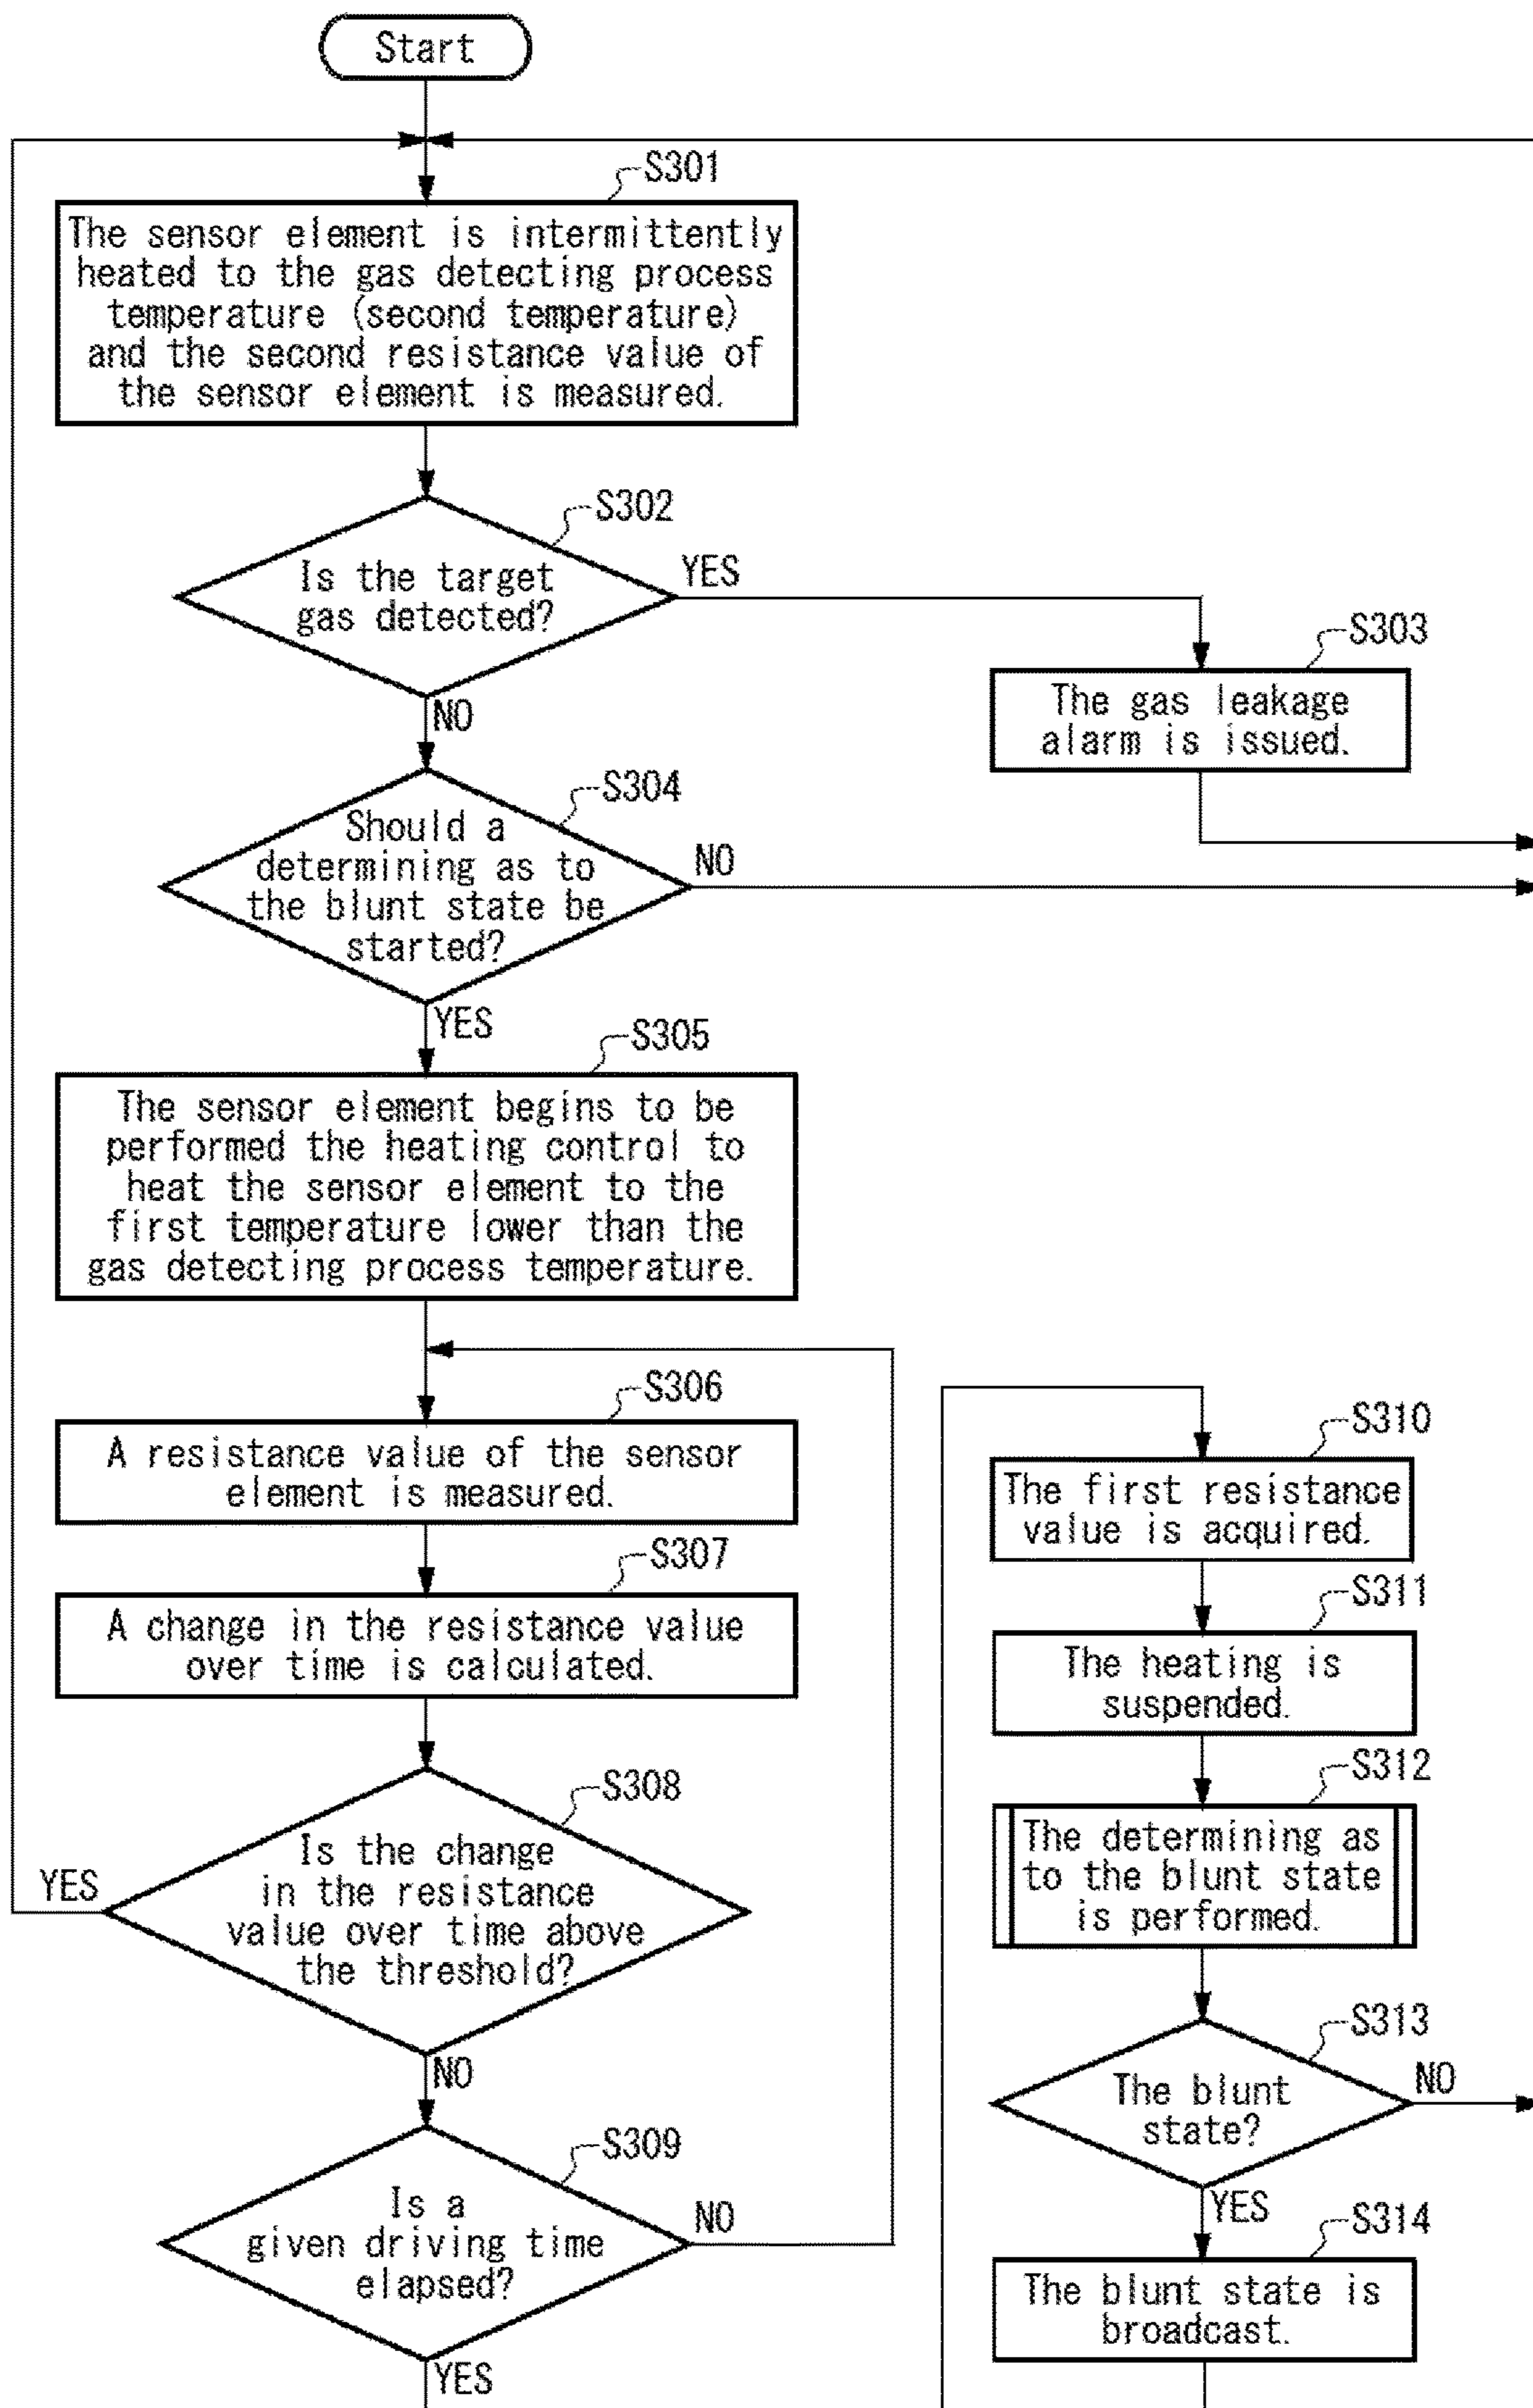 Start
S301
The sensor element is intermittently
heated to the gas detecting process
temperature (second temperature)
and the second resistance value of
the sensor element is measured.
S302
Is the target
gas detected?
YES
NO
S303
The gas leakage
alarm is issued.
S304
Should a
determining as to
the blunt state be
started?
NO
YES
S305
The sensor element begins to be
performed the heating control to
heat the sensor element to the
first temperature lower than the
gas detecting process temperature.
S306
A resistance value of the sensor
element is measured.
S307
A change in the resistance value
over time is calculated.
S308
Is the change
in the resistance
value over time above
the threshold?
YES
NO
S309
Is a
given driving time
elapsed?
NO
YES
S310
The first resistance
value is acquired.
S311
The heating is
suspended.
S312
The determining as
to the blunt state
is performed.
S313
The blunt
state?
NO
YES
S314
The blunt state is
broadcast.